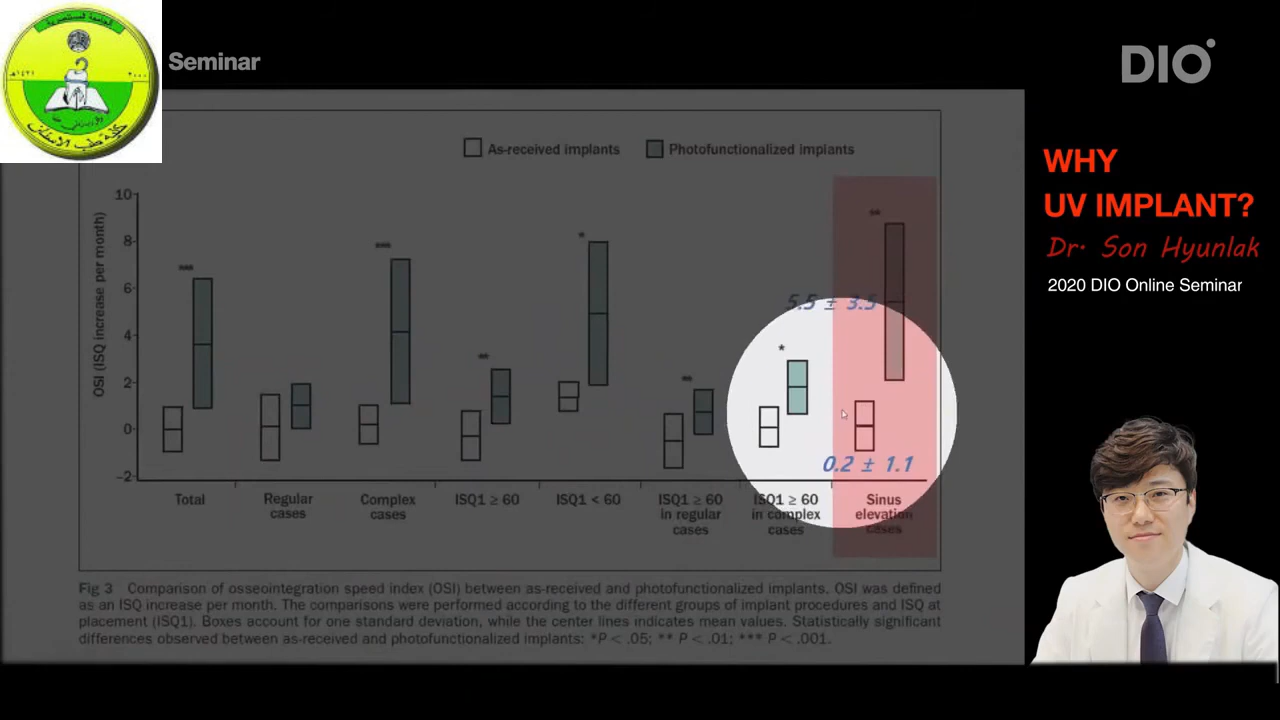 الجامعة المستنصرية
كلية طب الاسنان
Seminar
DIO
WHY
UV IMPLANT?
Dr. Son Hyunlak
2020 DIO Online Seminar
As-received implants
Photofunctionalized implants
OSI (ISQ increase per month)
10
8
6
4
2
0
–2
***
***
**
*
**
*
**
5.5 ± 3.5
0.2 ± 1.1
Total
Regular
cases
Complex
cases
ISQ1 ≥ 60
ISQ1 < 60
ISQ1 ≥ 60
in regular
cases
ISQ1 ≥ 60
in complex
cases
Sinus
elevation
cases
Fig 3 Comparison of osseointegration speed index (OSI) between as-received and photofunctionalized implants. OSI was defined
as an ISQ increase per month. The comparisons were performed according to the different groups of implant procedures and ISQ at
placement (ISQ1). Boxes account for one standard deviation, while the center lines indicates mean values. Statistically significant
differences observed between as-received and photofunctionalized implants: *P < .05; ** P < .01; *** P < .001.